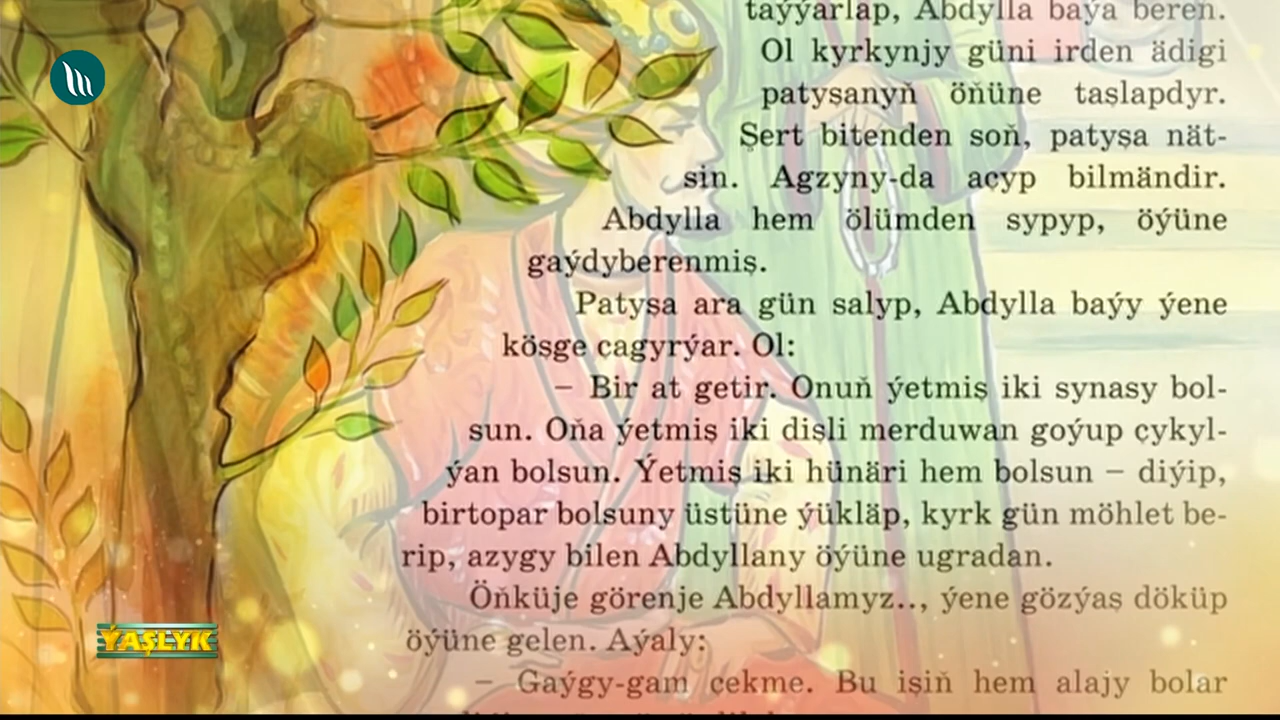 taýýarlap, Abdylla baýa beren.
Ol kyrkynjy güni irden ädigi
patyşanyň öňüne taşlapdyr.
Şert bitenden soň, patyşa nät-
sin. Agzyny-da açyp bilmändir.
Abdylla hem ölümden sypyp, öýüne
gaýdyberenmiş.
Patyşa ara gün salyp, Abdylla baýy ýene
köşge çagyrýar. Ol:
– Bir at getir. Onuň ýetmiş iki synasy bol-
sun. Oňa ýetmiş iki dişli merduwan goýup çykyl-
ýan bolsun. Ýetmiş iki hünäri hem bolsun – diýip,
birtopar bolsuny üstüne ýükläp, kyrk gün möhlet be-
rip, azygy bilen Abdyllany öýüne ugradan.
Öňküje görenje Abdyllamyz.., ýene gözýaş döküp
öýüne gelen. Aýaly:
– Gaýgy-gam çekme. Bu işiň hem alajy bolar
ÝAŞLYK